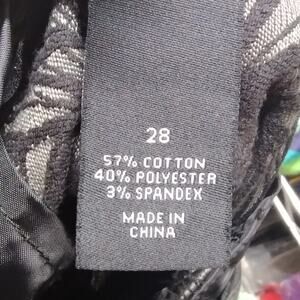 28
57% COTTON
40% POLYESTER
3% SPANDEX
MADE IN
CHINA